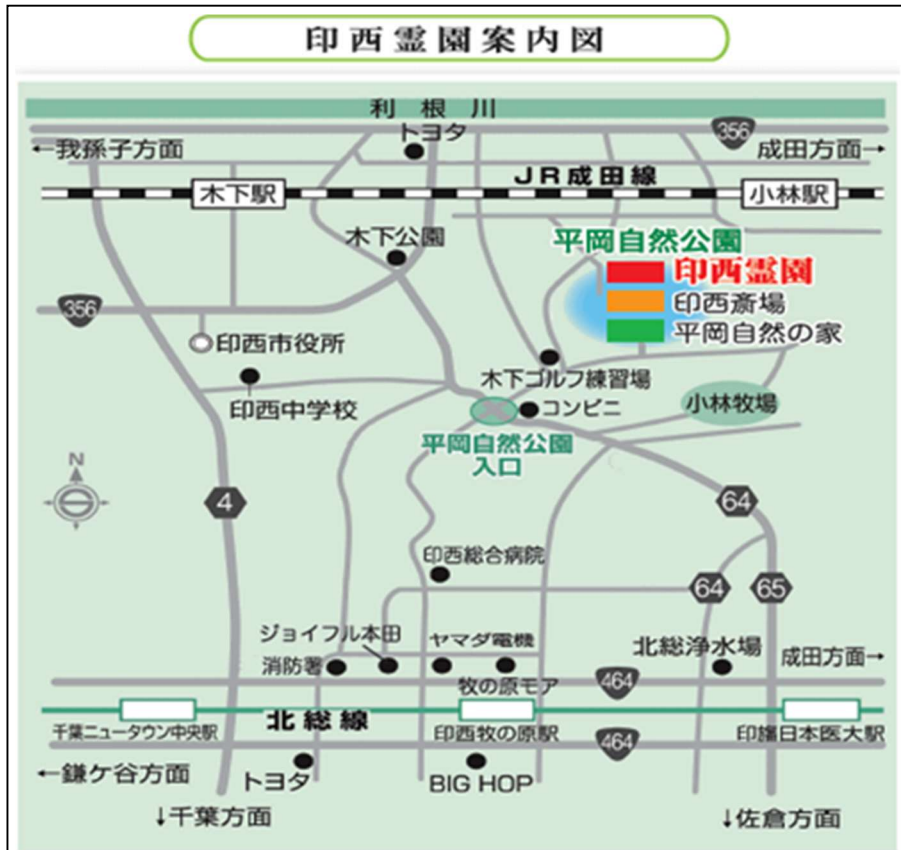 印西霊園案内図
利根川
トヨタ
356
←我孫子方面
成田方面→
JR成田線
木下駅
小林駅
木下公園
平岡自然公園
印西霊園
印西斎場
平岡自然の家
356
印西市役所
木下ゴルフ練習場
印西中学校
コンビニ
小林牧場
平岡自然公園
入口
N
4
64
印西総合病院
64
65
ジョイフル本田
ヤマダ電機
消防署
北総浄水場
成田方面→
牧の原モア
464
北総線
千葉ニュータウン中央駅
印西牧の原駅
464
←鎌ケ谷方面
トヨタ
BIG HOP
↓千葉方面
↓佐倉方面